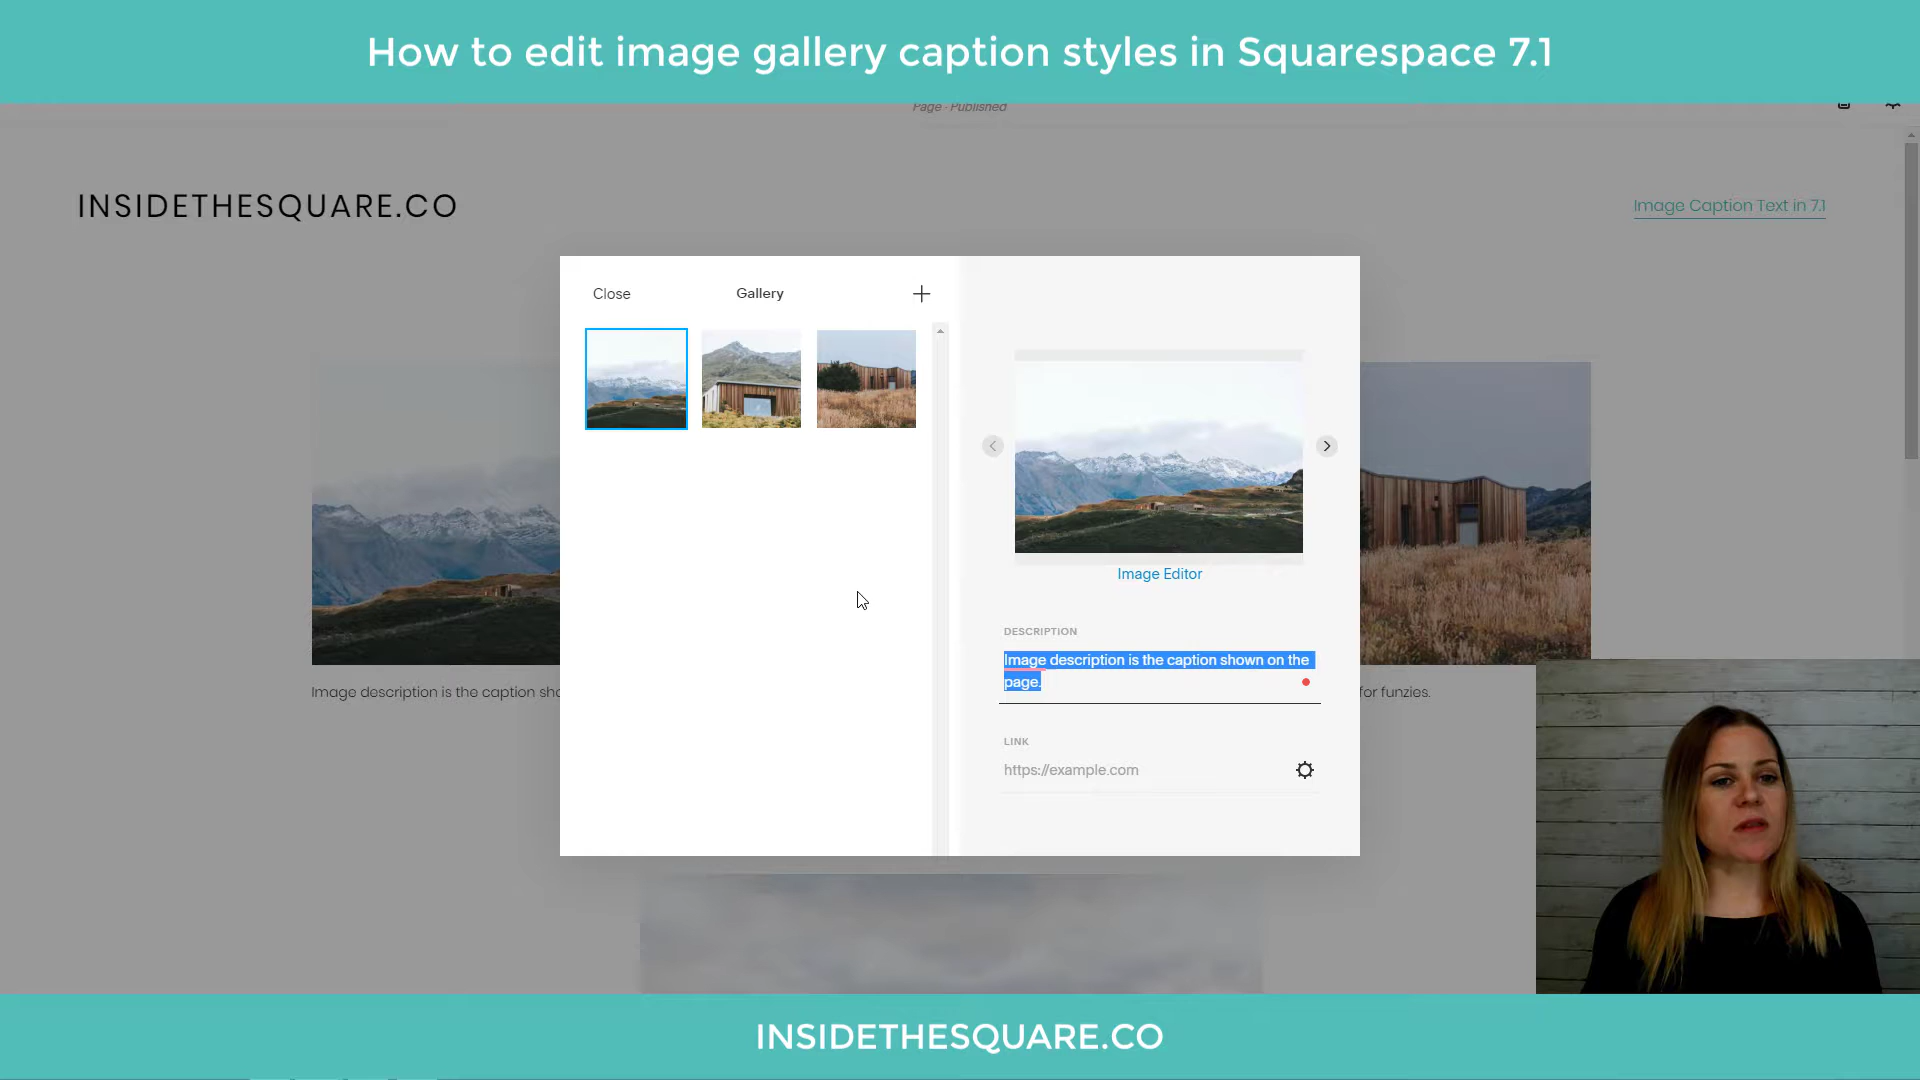 How to edit image gallery caption styles in Squarespace 7.1
Page · Published
INSIDETHESQUARE.CO
Image Caption Text in 7.1
Close
Gallery
Image Editor
DESCRIPTION
Image description is the caption shown on the
page.
LINK
https://example.com
Image description is the caption
for funzies.
INSIDETHESQUARE.CO